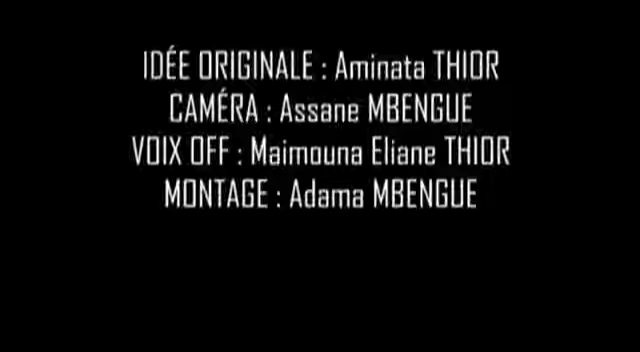 IDÉE ORIGINALE : Aminata THIOR
CAMÉRA : Assane MBENGUE
VOIX OFF : Maimouna Eliane THIOR
MONTAGE : Adama MBENGUE